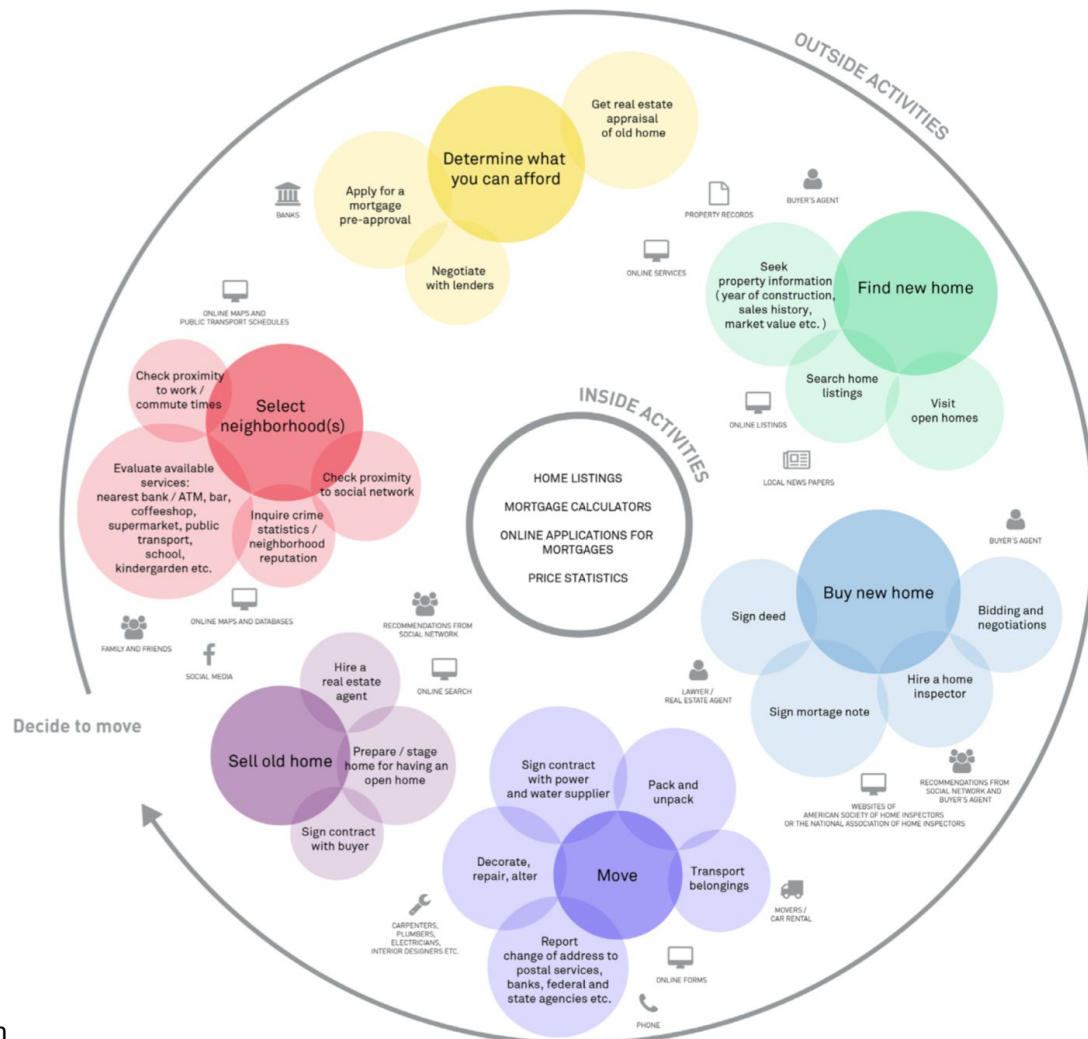 OUTSIDE ACTIVITIES
Get real estate
appraisal
of old home
Determine what
you can afford
Apply for a
mortgage
pre-approval
Negotiate
with lenders
BANKS
PROPERTY RECORDS
BUYER'S AGENT
ONLINE SERVICES
Seek
property information
( year of construction,
sales history,
market value etc. )
Find new home
Search home
listings
Visit
open homes
ONLINE LISTINGS
LOCAL NEWS PAPERS
ONLINE MAPS AND
PUBLIC TRANSPORT SCHEDULES
Check proximity
to work /
commute times
Select
neighborhood(s)
Evaluate available
services:
nearest bank / ATM, bar,
coffeeshop,
supermarket, public
transport,
school,
kindergarden etc.
Inquire crime
statistics /
neighborhood
reputation
Check proximity
to social network
INSIDE ACTIVITIES
HOME LISTINGS
MORTGAGE CALCULATORS
ONLINE APPLICATIONS FOR
MORTGAGES
PRICE STATISTICS
BUYER'S AGENT
Buy new home
Sign deed
Bidding and
negotiations
Hire a home
inspector
Sign mortage note
LAWYER /
REAL ESTATE AGENT
RECOMMENDATIONS FROM
SOCIAL NETWORK AND
BUYER'S AGENT
WEBSITES OF
AMERICAN SOCIETY OF HOME INSPECTORS
OR THE NATIONAL ASSOCIATION OF HOME INSPECTORS
ONLINE MAPS AND DATABASES
FAMILY AND FRIENDS
SOCIAL MEDIA
RECOMMENDATIONS FROM
SOCIAL NETWORK
ONLINE SEARCH
Decide to move
Hire a
real estate
agent
Sell old home
Prepare / stage
home for having an
open home
Sign contract
with buyer
Sign contract
with power
and water supplier
Pack and
unpack
Decorate,
repair, alter
Move
Transport
belongings
Report
change of address to
postal services,
banks, federal and
state agencies etc.
CARPENTERS,
PLUMBERS,
ELECTRICIANS,
INTERIOR DESIGNERS ETC.
MOVERS /
CAR RENTAL
ONLINE FORMS
PHONE